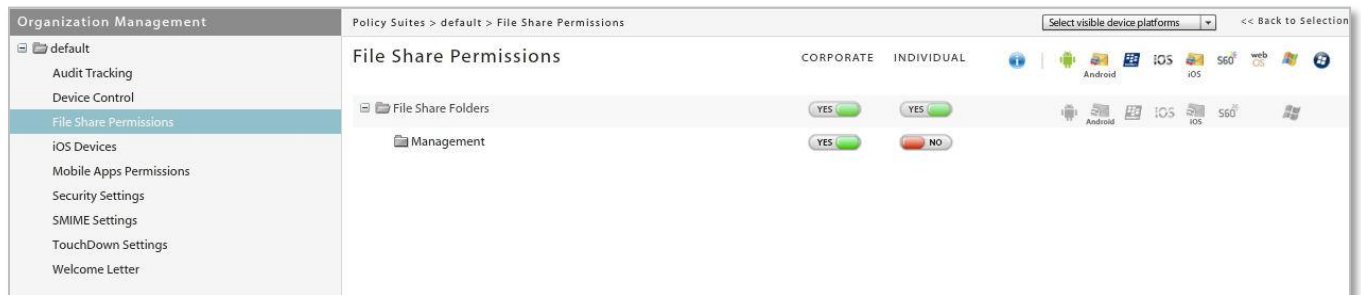 Organization Management
Policy Suites > default > File Share Permissions
Select visible device platforms
<< Back to Selection
default
Audit Tracking
Device Control
File Share Permissions
iOS Devices
Mobile Apps Permissions
Security Settings
SMIME Settings
TouchDown Settings
Welcome Letter
File Share Permissions
CORPORATE INDIVIDUAL
Android iOS iOS S60 web OS
File Share Folders YES YES
Android iOS iOS S60
Management YES NO